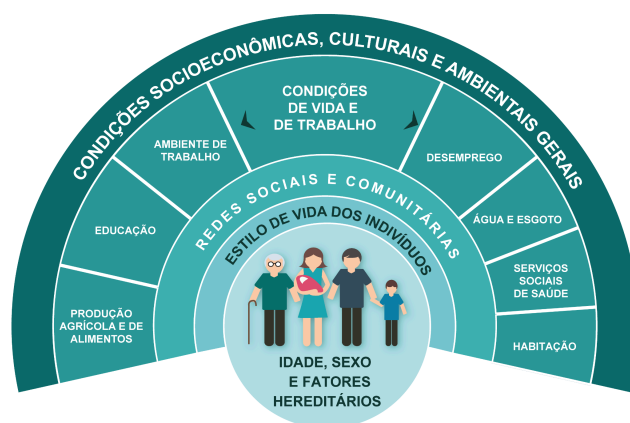 CONDIÇÕES SOCIOECONÔMICAS, CULTURAIS E AMBIENTAIS GERAIS
CONDIÇÕES
DE VIDA E
DE TRABALHO
AMBIENTE DE
TRABALHO
DESEMPREGO
EDUCAÇÃO
ÁGUA E ESGOTO
PRODUÇÃO
AGRÍCOLA E DE
ALIMENTOS
SERVIÇOS
SOCIAIS
DE SAÚDE
HABITAÇÃO
REDES SOCIAIS E COMUNITÁRIAS
ESTILO DE VIDA DOS INDIVÍDUOS
IDADE, SEXO
E FATORES
HEREDITÁRIOS